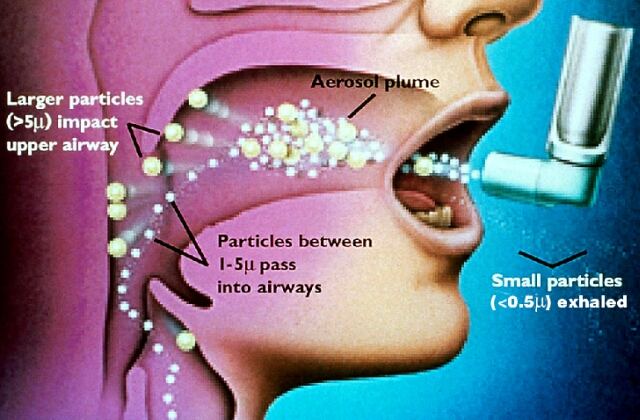 Aerosol plume
Larger particles
(>5μ) impact
upper airway
Particles between
1-5μ pass
into airways
Small particles
(<0.5μ) exhaled